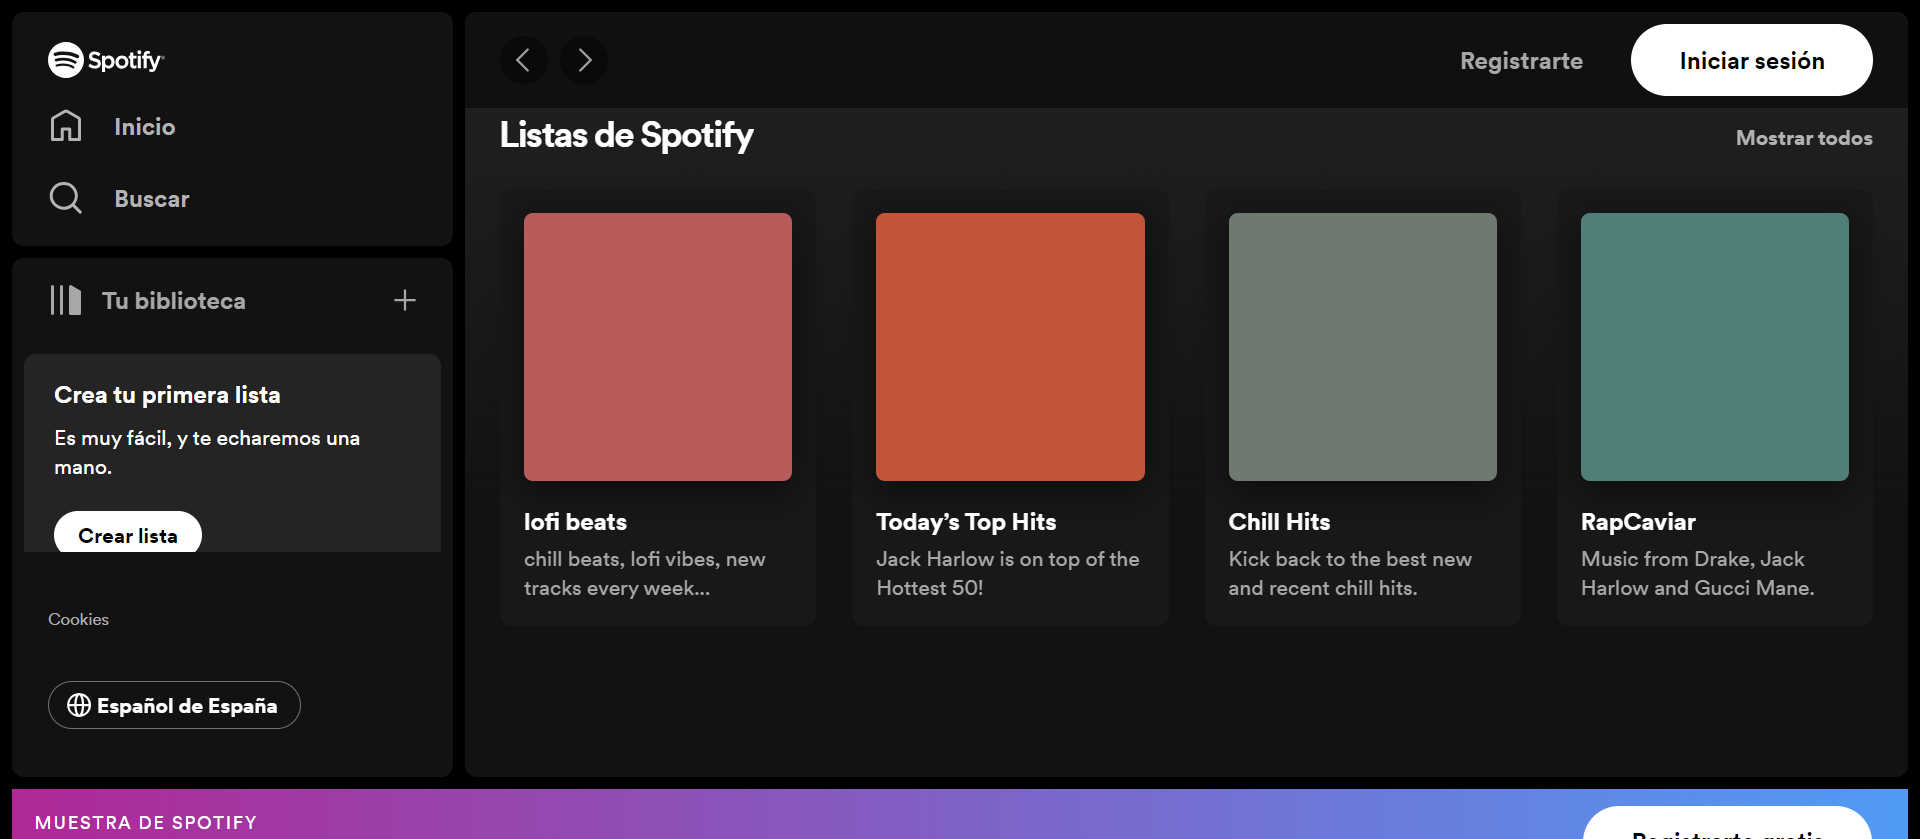 Spotify
Inicio
Buscar
Tu biblioteca
Crea tu primera lista
Es muy fácil, y te echaremos una
mano.
Crear lista
Cookies
Español de España
Registrarte
Iniciar sesión
Listas de Spotify
Mostrar todos
lofi beats
chill beats, lofi vibes, new
tracks every week...
Today’s Top Hits
Jack Harlow is on top of the
Hottest 50!
Chill Hits
Kick back to the best new
and recent chill hits.
RapCaviar
Music from Drake, Jack
Harlow and Gucci Mane.
MUESTRA DE SPOTIFY
Registrarte gratis